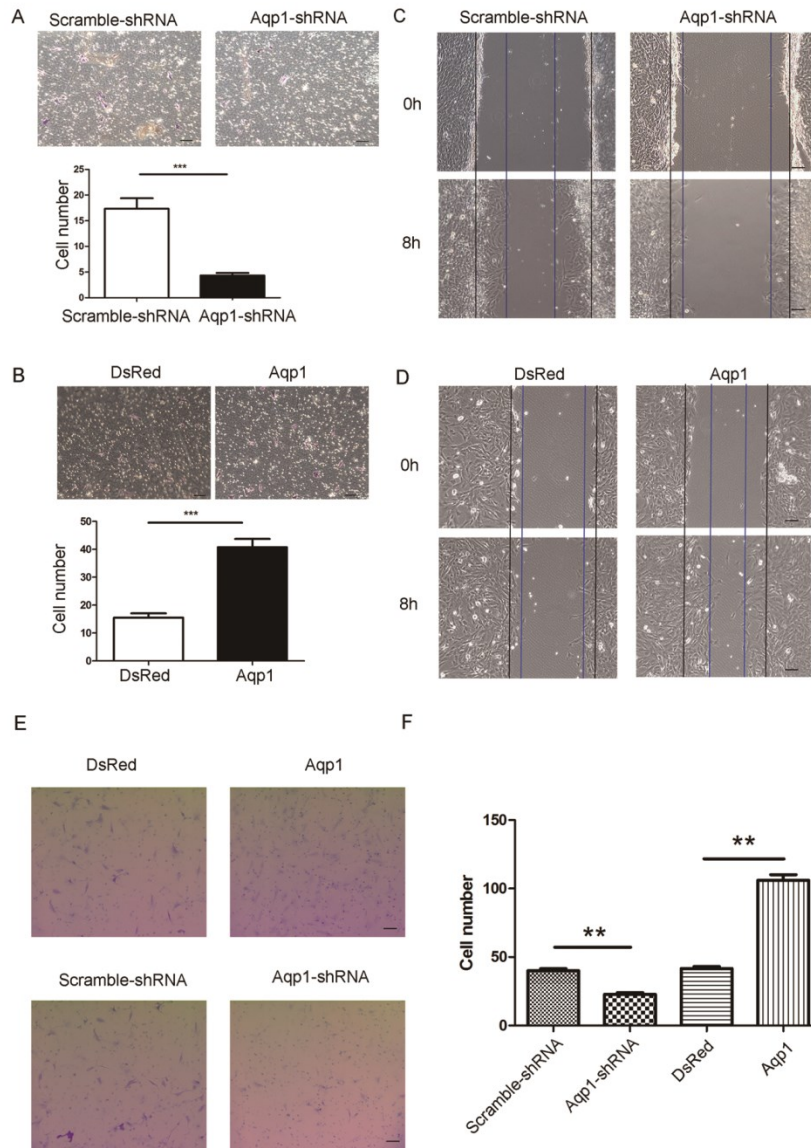 A
Scramble-shRNA Aqp1-shRNA
***
Cell number
25
20
15
10
5
0
Scramble-shRNA Aqp1-shRNA
B
DsRed Aqp1
***
Cell number
50
40
30
20
10
0
DsRed Aqp1
C
Scramble-shRNA Aqp1-shRNA
0h
8h
D
DsRed Aqp1
0h
8h
E
DsRed Aqp1
Scramble-shRNA Aqp1-shRNA
F
Cell number
150
100
50
0
**
**
Scramble-shRNA
Aqp1-shRNA
DsRed
Aqp1